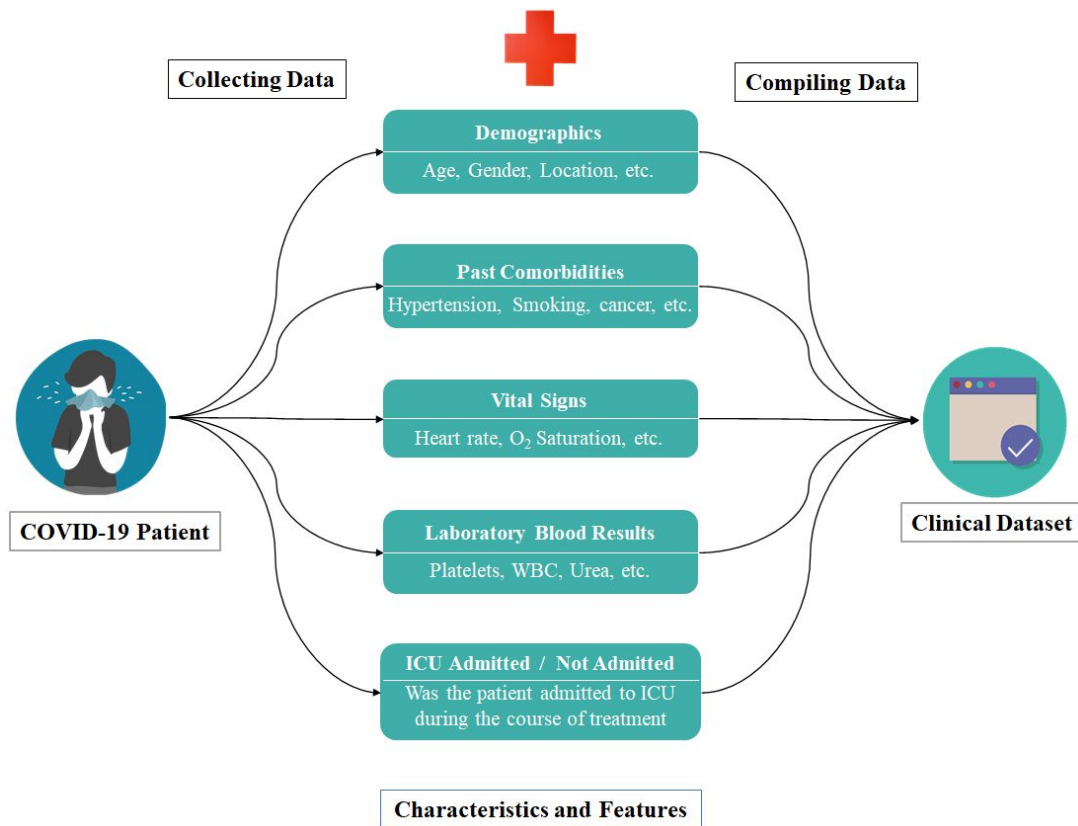 Collecting Data
Compiling Data
Demographics
Age, Gender, Location, etc.
Past Comorbidities
Hypertension, Smoking, cancer, etc.
Vital Signs
Heart rate, O₂ Saturation, etc.
COVID-19 Patient
Clinical Dataset
Laboratory Blood Results
Platelets, WBC, Urea, etc.
ICU Admitted / Not Admitted
Was the patient admitted to ICU
during the course of treatment
Characteristics and Features